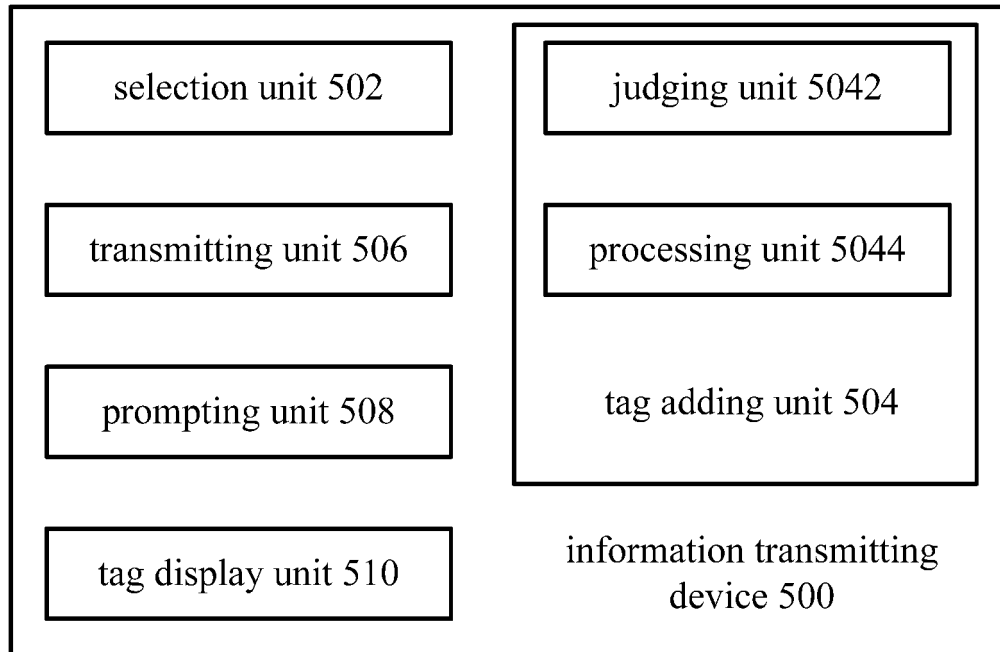 selection unit 502
transmitting unit 506
prompting unit 508
tag display unit 510
judging unit 5042
processing unit 5044
tag adding unit 504
information transmitting
device 500